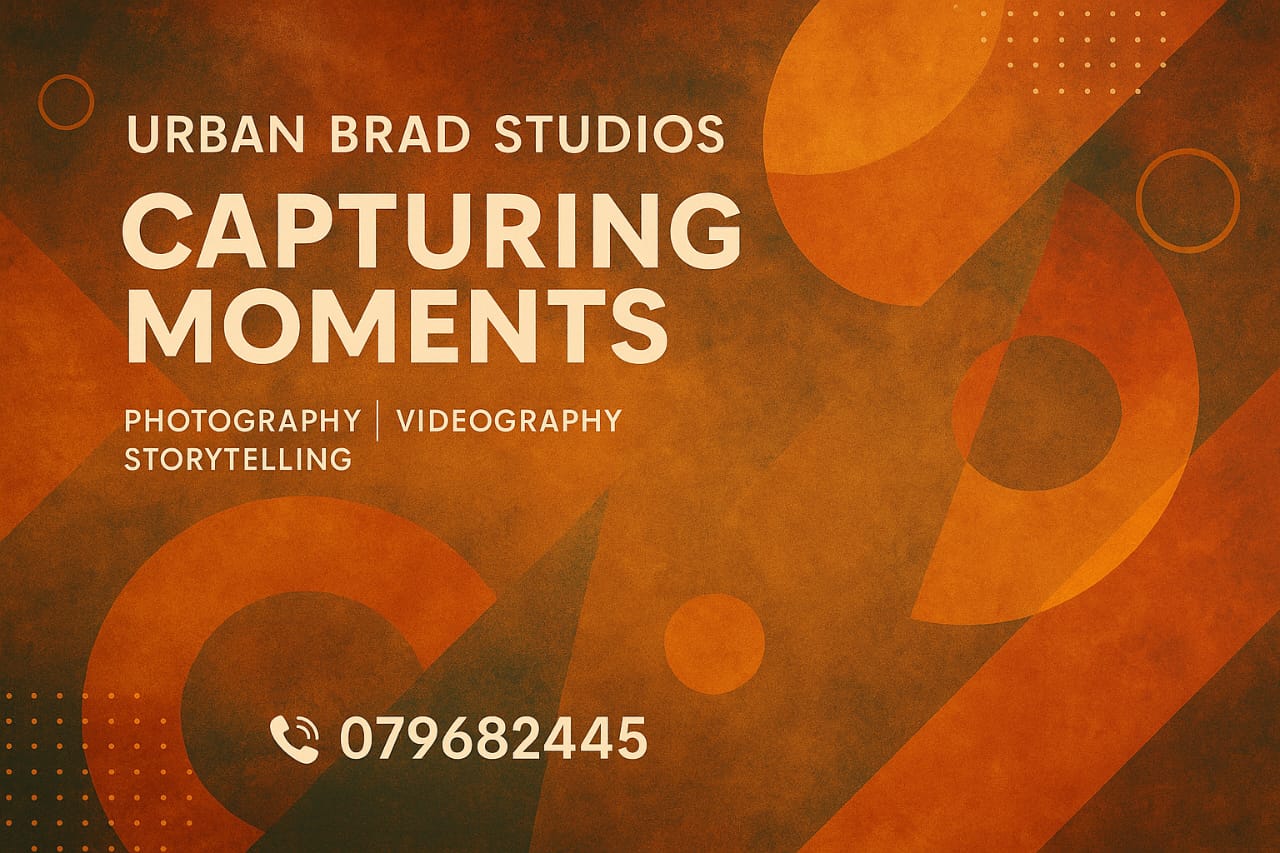 URBAN BRAD STUDIOS
CAPTURING
MOMENTS
PHOTOGRAPHY | VIDEOGRAPHY
STORYTELLING
079682445